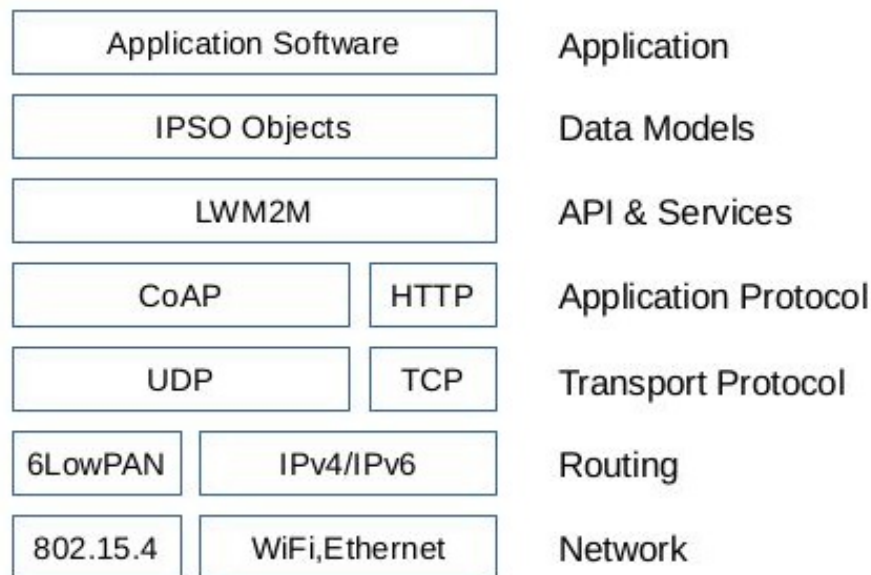 Application Software Application
IPSO Objects Data Models
LWM2M API & Services
CoAP HTTP Application Protocol
UDP TCP Transport Protocol
6LowPAN IPv4/IPv6 Routing
802.15.4 WiFi,Ethernet Network